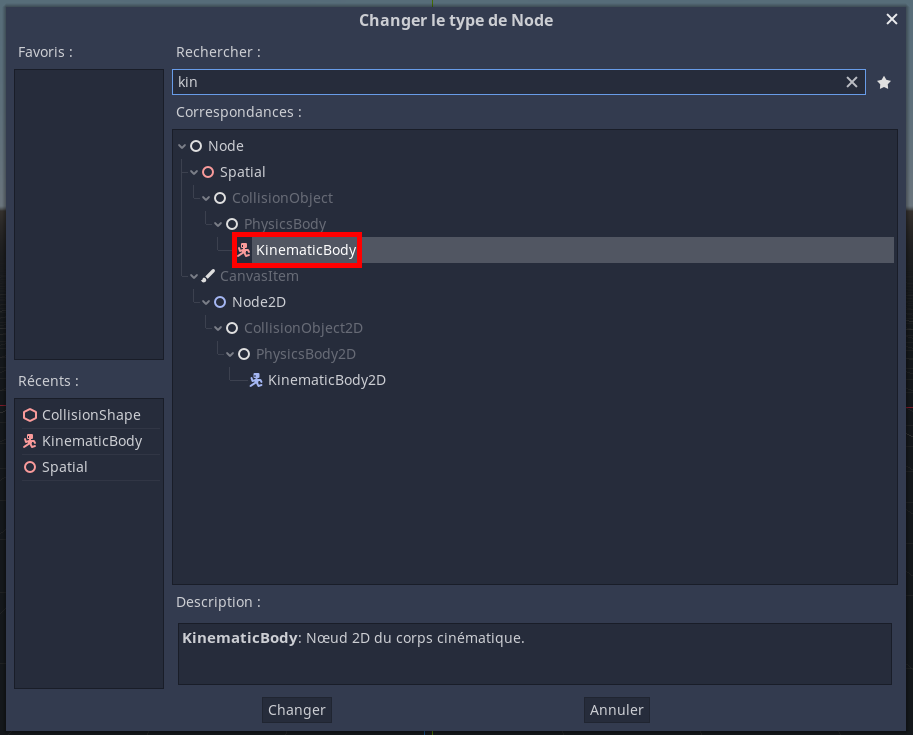 Changer le type de Node
Favoris :
Rechercher :
kin
Correspondances :
Node
Spatial
CollisionObject
PhysicsBody
KinematicBody
CanvasItem
Node2D
CollisionObject2D
PhysicsBody2D
KinematicBody2D
Récents :
CollisionShape
KinematicBody
Spatial
Description :
KinematicBody: Nœud 2D du corps cinématique.
Changer
Annuler